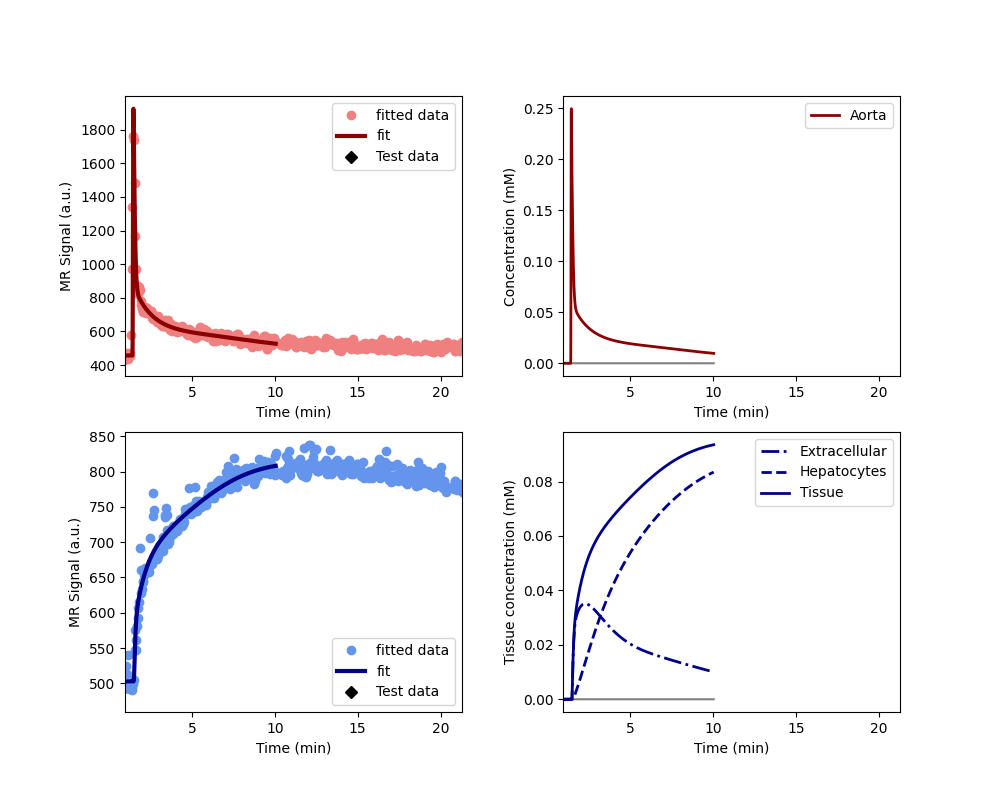 MR Signal (a.u.)
1800
1600
1400
1200
1000
800
600
400
5
10
15
20
Time (min)
fitted data
fit
Test data
Concentration (mM)
0.25
0.20
0.15
0.10
0.05
0.00
5
10
15
20
Time (min)
Aorta
MR Signal (a.u.)
850
800
750
700
650
600
550
500
5
10
15
20
Time (min)
fitted data
fit
Test data
Tissue concentration (mM)
0.08
0.06
0.04
0.02
0.00
5
10
15
20
Time (min)
Extracellular
Hepatocytes
Tissue